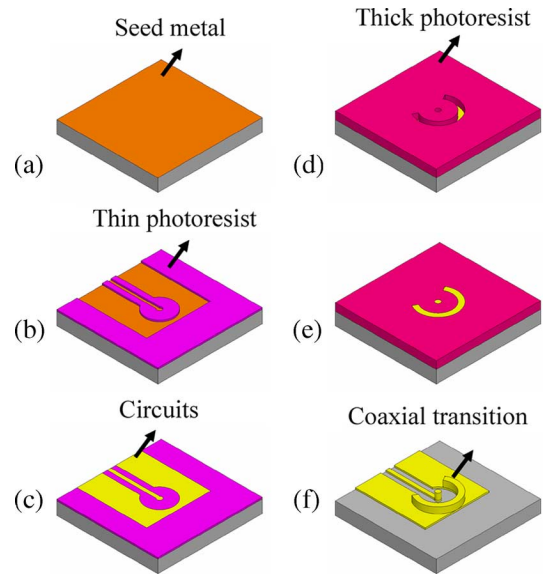 Seed metal
(a)
Thin photoresist
(b)
Circuits
(c)
Thick photoresist
(d)
(e)
Coaxial transition
(f)